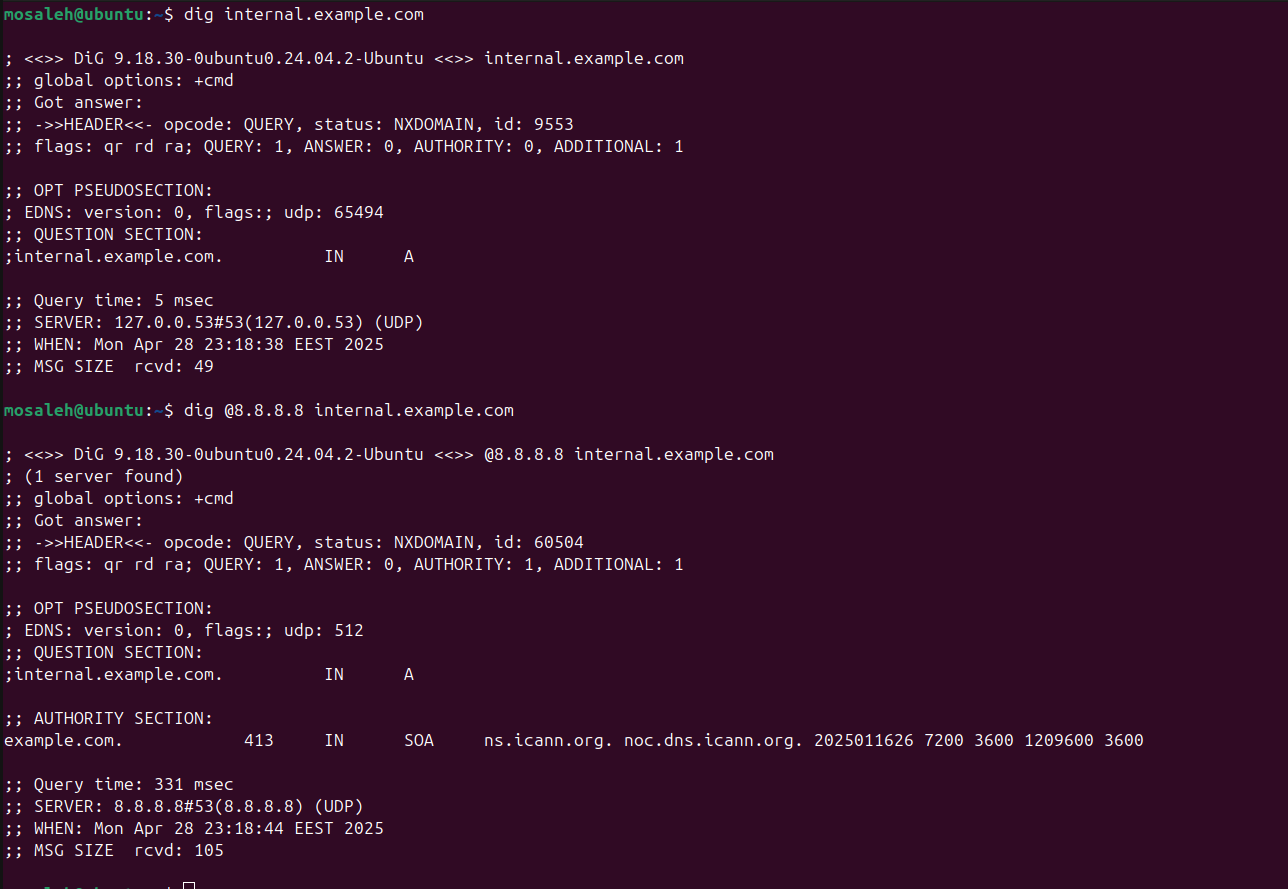 mosaleh@ubuntu:~$ dig internal.example.com
; <<>> DiG 9.18.30-0ubuntu0.24.04.2-Ubuntu <<>> internal.example.com
;; global options: +cmd
;; Got answer:
;; ->>HEADER<<- opcode: QUERY, status: NXDOMAIN, id: 9553
;; flags: qr rd ra; QUERY: 1, ANSWER: 0, AUTHORITY: 0, ADDITIONAL: 1
;; OPT PSEUDOSECTION:
; EDNS: version: 0, flags:; udp: 65494
;; QUESTION SECTION:
;internal.example.com. IN A
;; Query time: 5 msec
;; SERVER: 127.0.0.53#53(127.0.0.53) (UDP)
;; WHEN: Mon Apr 28 23:18:38 EEST 2025
;; MSG SIZE  rcvd: 49
mosaleh@ubuntu:~$ dig @8.8.8.8 internal.example.com
; <<>> DiG 9.18.30-0ubuntu0.24.04.2-Ubuntu <<>> @8.8.8.8 internal.example.com
; (1 server found)
;; global options: +cmd
;; Got answer:
;; ->>HEADER<<- opcode: QUERY, status: NXDOMAIN, id: 60504
;; flags: qr rd ra; QUERY: 1, ANSWER: 0, AUTHORITY: 1, ADDITIONAL: 1
;; OPT PSEUDOSECTION:
; EDNS: version: 0, flags:; udp: 512
;; QUESTION SECTION:
;internal.example.com. IN A
;; AUTHORITY SECTION:
example.com. 413 IN SOA ns.icann.org. noc.dns.icann.org. 2025011626 7200 3600 1209600 3600
;; Query time: 331 msec
;; SERVER: 8.8.8.8#53(8.8.8.8) (UDP)
;; WHEN: Mon Apr 28 23:18:44 EEST 2025
;; MSG SIZE  rcvd: 105